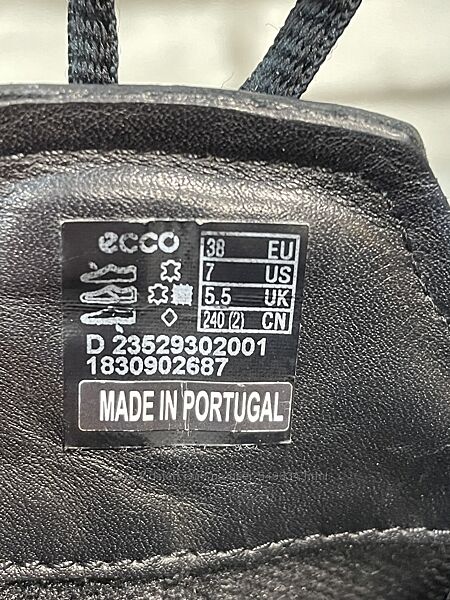 ecco
38 EU
7 US
5.5 UK
240 (2) CN
D 23529302001
1830902687
MADE IN PORTUGAL